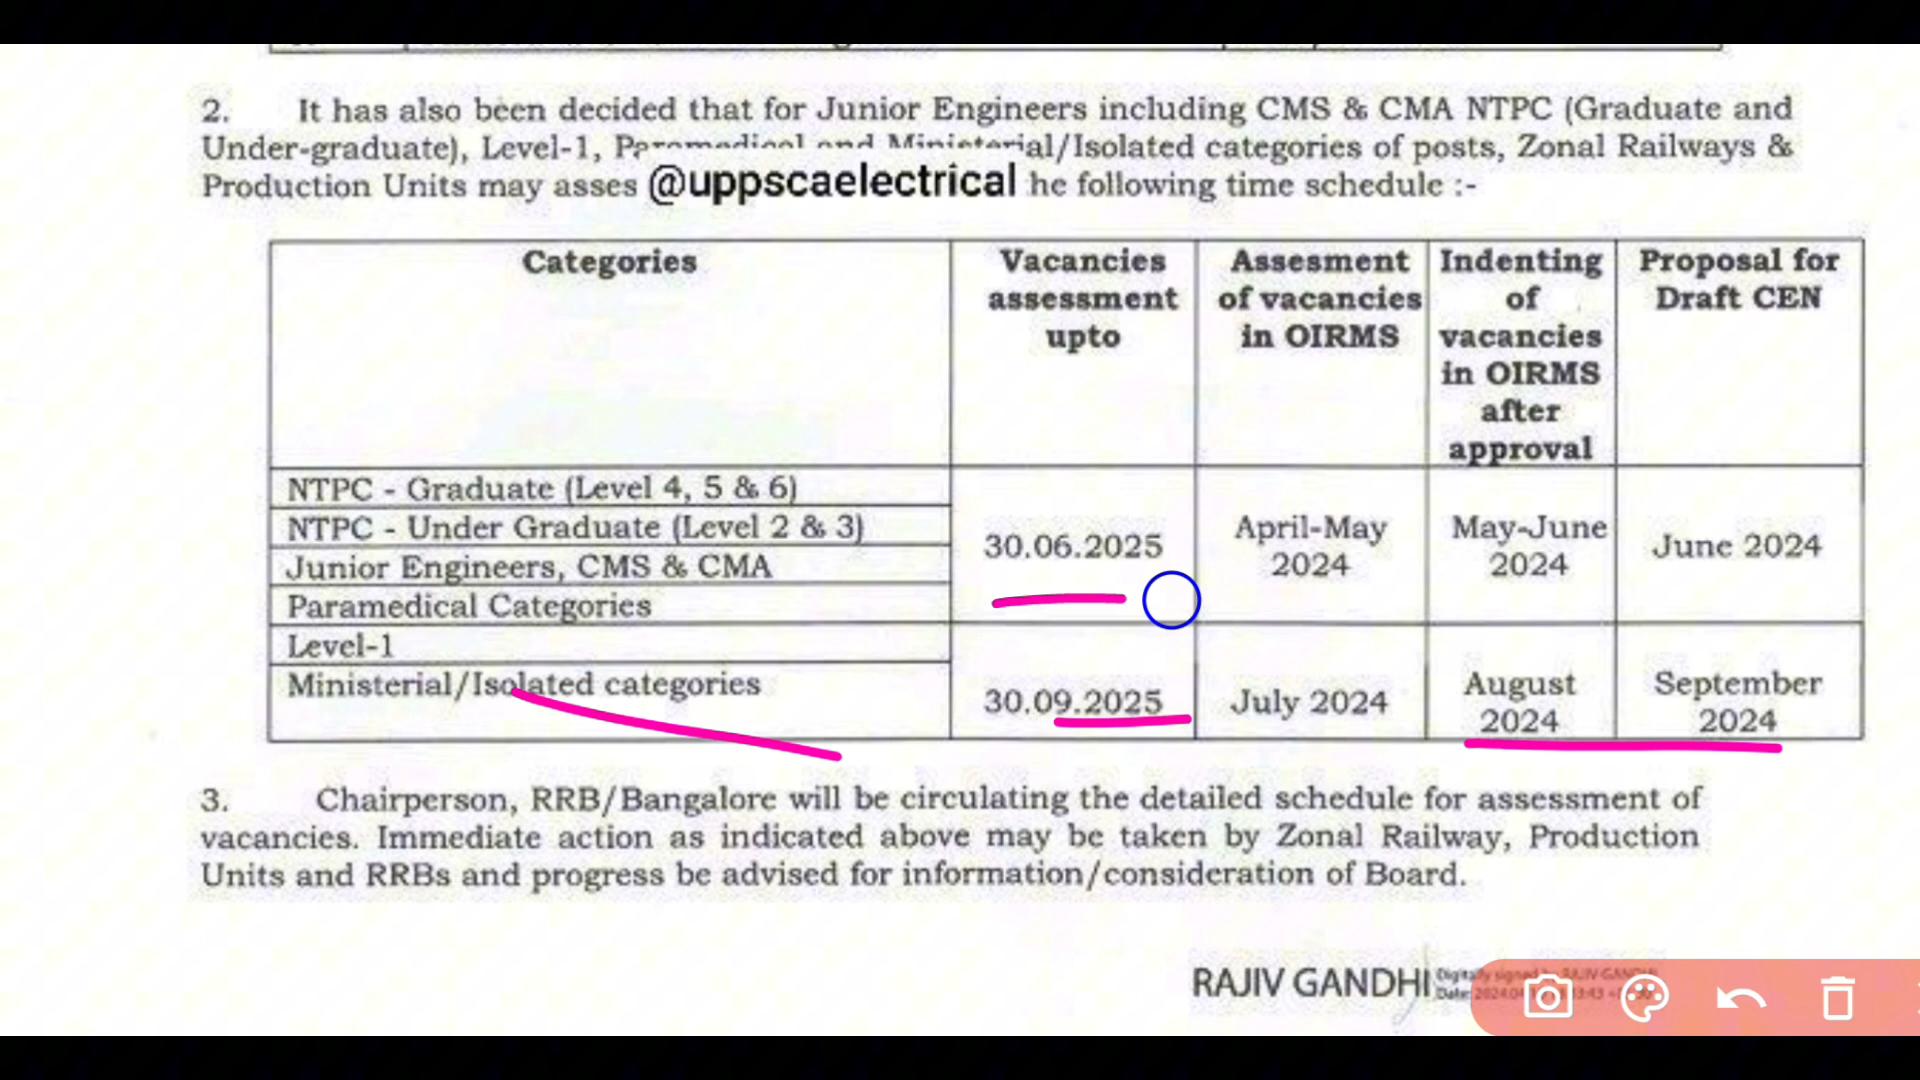 2. It has also been decided that for Junior Engineers including CMS & CMA NTPC (Graduate and
Under-graduate), Level-1, Paramedical and Ministerial/Isolated categories of posts, Zonal Railways &
Production Units may asses @uppscaelectrical he following time schedule :-
Categories
Vacancies
assessment
upto
Assesment
of vacancies
in OIRMS
Indenting
of
vacancies
in OIRMS
after
approval
Proposal for
Draft CEN
NTPC - Graduate (Level 4, 5 & 6)
NTPC - Under Graduate (Level 2 & 3)
Junior Engineers, CMS & CMA
Paramedical Categories
30.06.2025
April-May
2024
May-June
2024
June 2024
Level-1
Ministerial/Isolated categories
30.09.2025
July 2024
August
2024
September
2024
3. Chairperson, RRB/Bangalore will be circulating the detailed schedule for assessment of
vacancies. Immediate action as indicated above may be taken by Zonal Railway, Production
Units and RRBs and progress be advised for information/consideration of Board.
RAJIV GANDHI